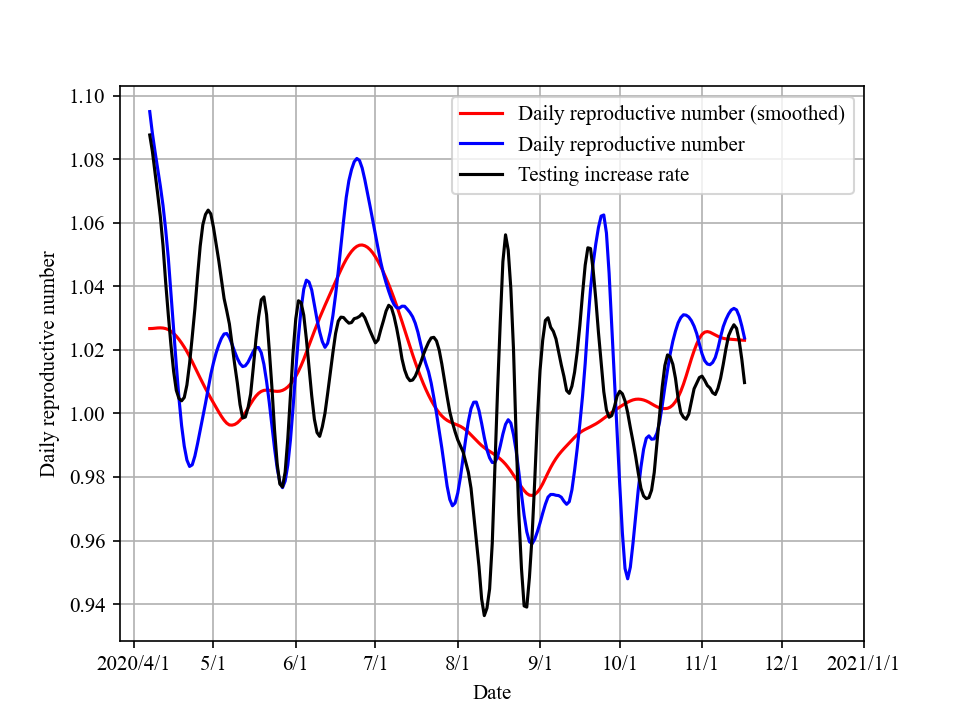 Daily reproductive number (smoothed)
Daily reproductive number
Testing increase rate
1.10
1.08
1.06
1.04
1.02
1.00
0.98
0.96
0.94
Daily reproductive number
2020/4/1 5/1 6/1 7/1 8/1 9/1 10/1 11/1 12/1 2021/1/1
Date